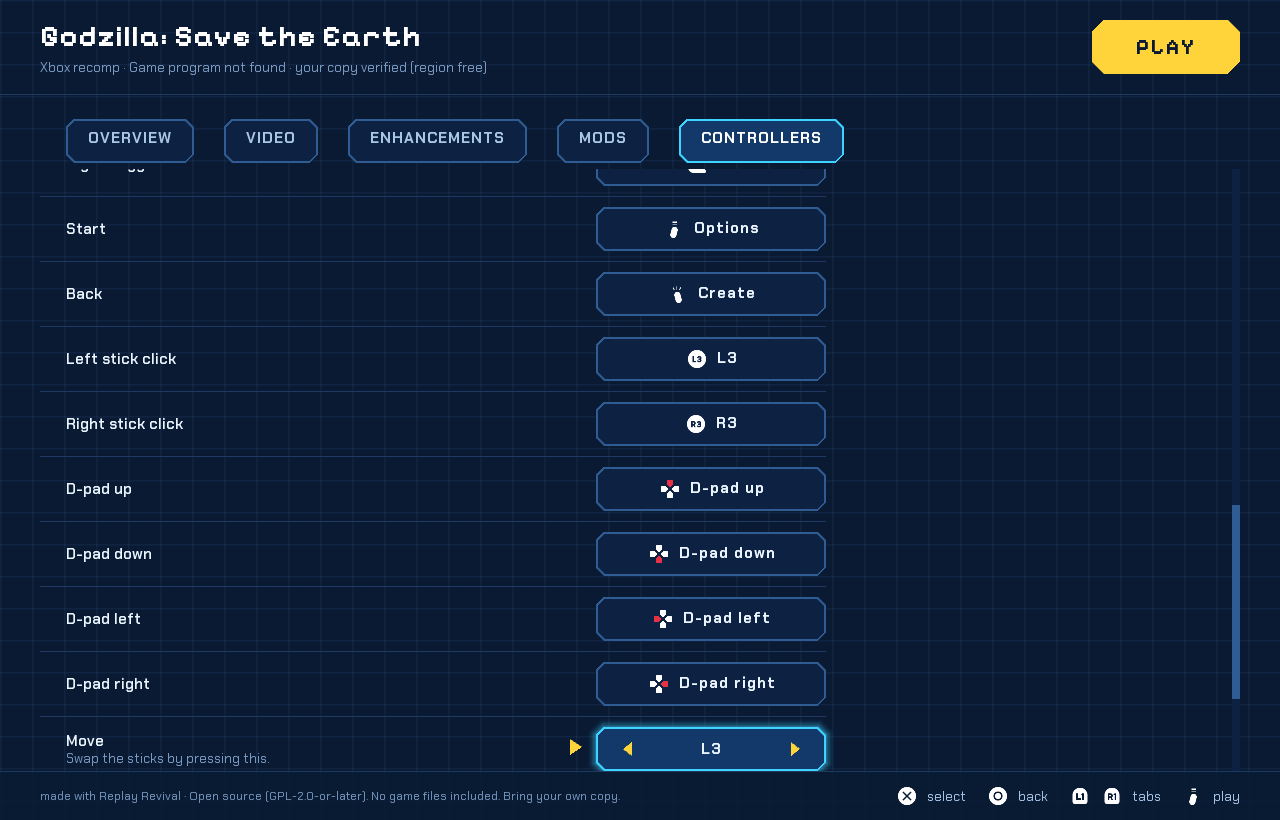 Godzilla: Save the Earth
Xbox recomp · Game program not found · your copy verified (region free)
PLAY
OVERVIEW
VIDEO
ENHANCEMENTS
MODS
CONTROLLERS
Start
Options
Back
Create
Left stick click
L3 L3
Right stick click
R3 R3
D-pad up
D-pad up
D-pad down
D-pad down
D-pad left
D-pad left
D-pad right
D-pad right
Move
Swap the sticks by pressing this.
L3
made with Replay Revival · Open source (GPL-2.0-or-later). No game files included. Bring your own copy.
select
back
L1 R1 tabs
play